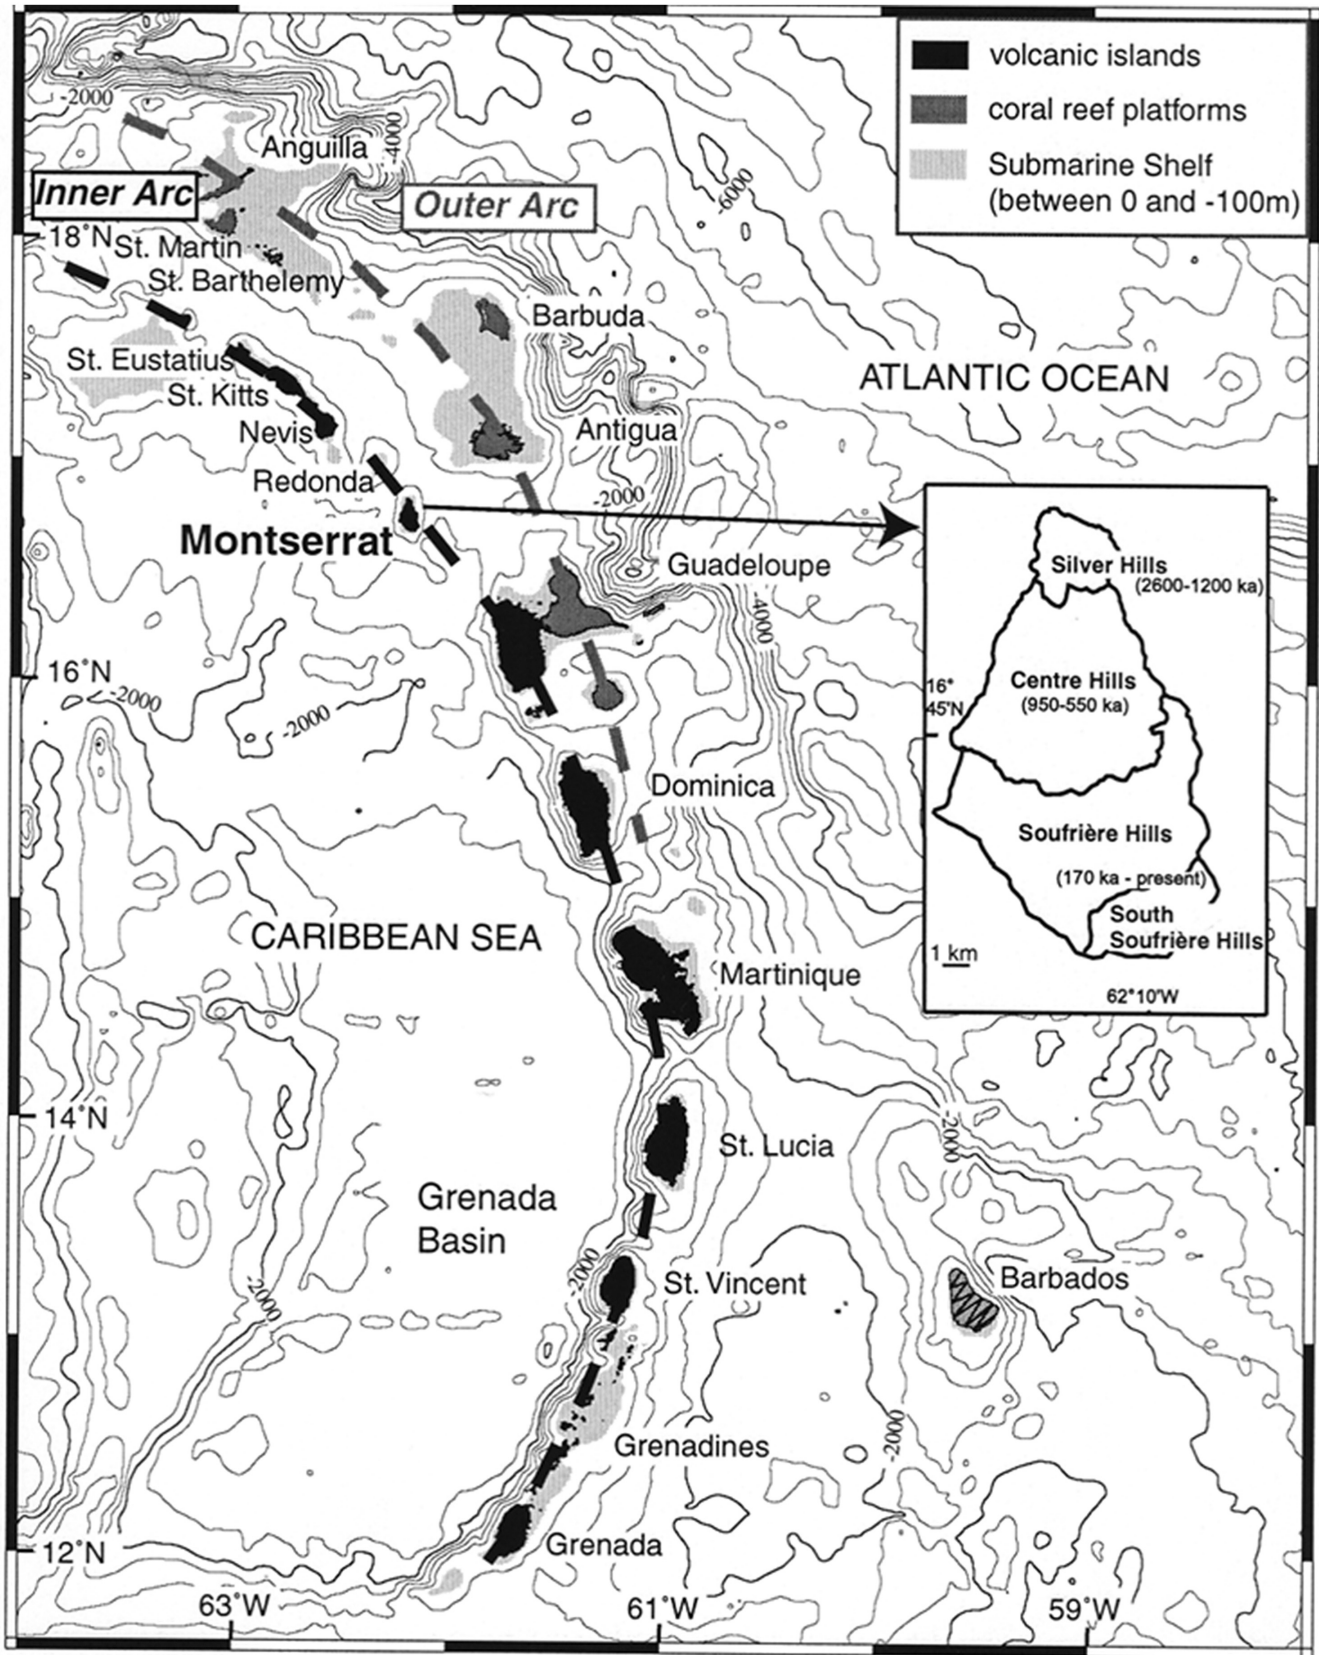 volcanic islands
coral reef platforms
Submarine Shelf
(between 0 and -100m)
-2000
Anguilla
-4000
-6000
Inner Arc
Outer Arc
18°N
St. Martin
St. Barthelemy
Barbuda
St. Eustatius
St. Kitts
Nevis
ATLANTIC OCEAN
Antigua
Redonda
-2000
Montserrat
Guadeloupe
-4000
Silver Hills
(2600-1200 ka)
16°N
-2000
-2000
Centre Hills
(950-550 ka)
16°
45'N
Dominica
Soufrière Hills
(170 ka - present)
South
Soufrière Hills
1 km
62°10'W
CARIBBEAN SEA
Martinique
14°N
-2000
St. Lucia
Grenada
Basin
-2000
-2000
St. Vincent
Barbados
-2000
Grenadines
12°N
Grenada
63°W
61°W
59°W